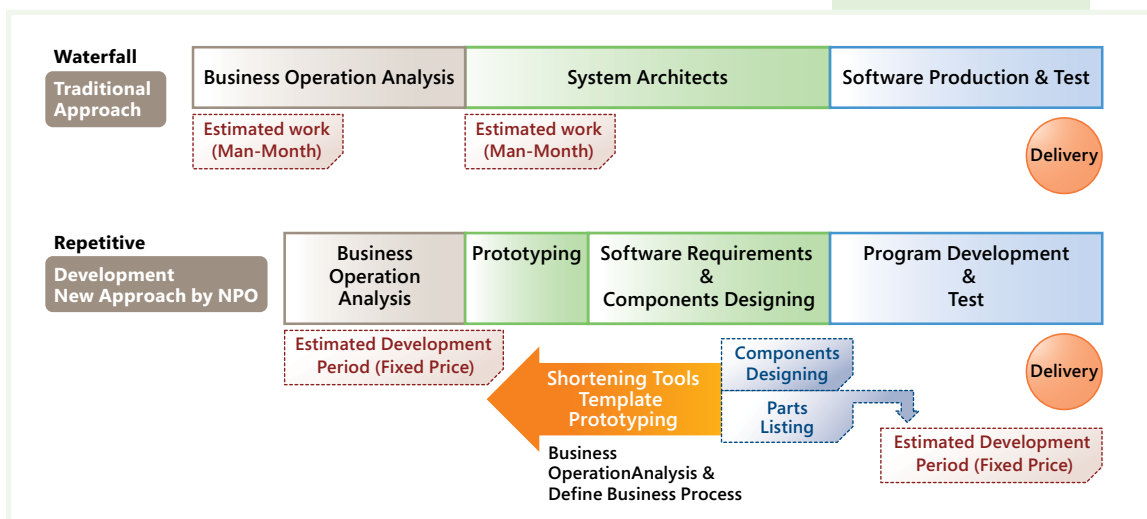 Waterfall
Traditional
Approach
Business Operation Analysis
System Architects
Software Production & Test
Estimated work
(Man-Month)
Estimated work
(Man-Month)
Delivery
Repetitive
Development
New Approach by NPO
Business
Operation
Analysis
Prototyping
Software Requirements
&
Components Designing
Program Development
&
Test
Estimated Development
Period (Fixed Price)
Shortening Tools
Template
Prototyping
Components
Designing
Parts
Listing
Delivery
Estimated Development
Period (Fixed Price)
Business
OperationAnalysis &
Define Business Process